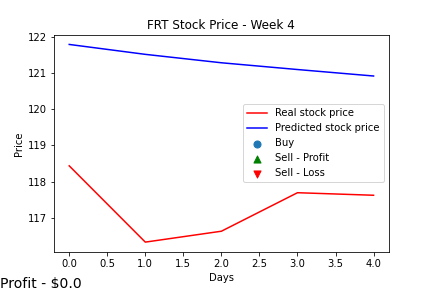 FRT Stock Price - Week 4
122
121
120
119
118
117
Price
Real stock price
Predicted stock price
Buy
Sell - Profit
Sell - Loss
0.0 0.5 1.0 1.5 2.0 2.5 3.0 3.5 4.0
Days
Profit - $0.0